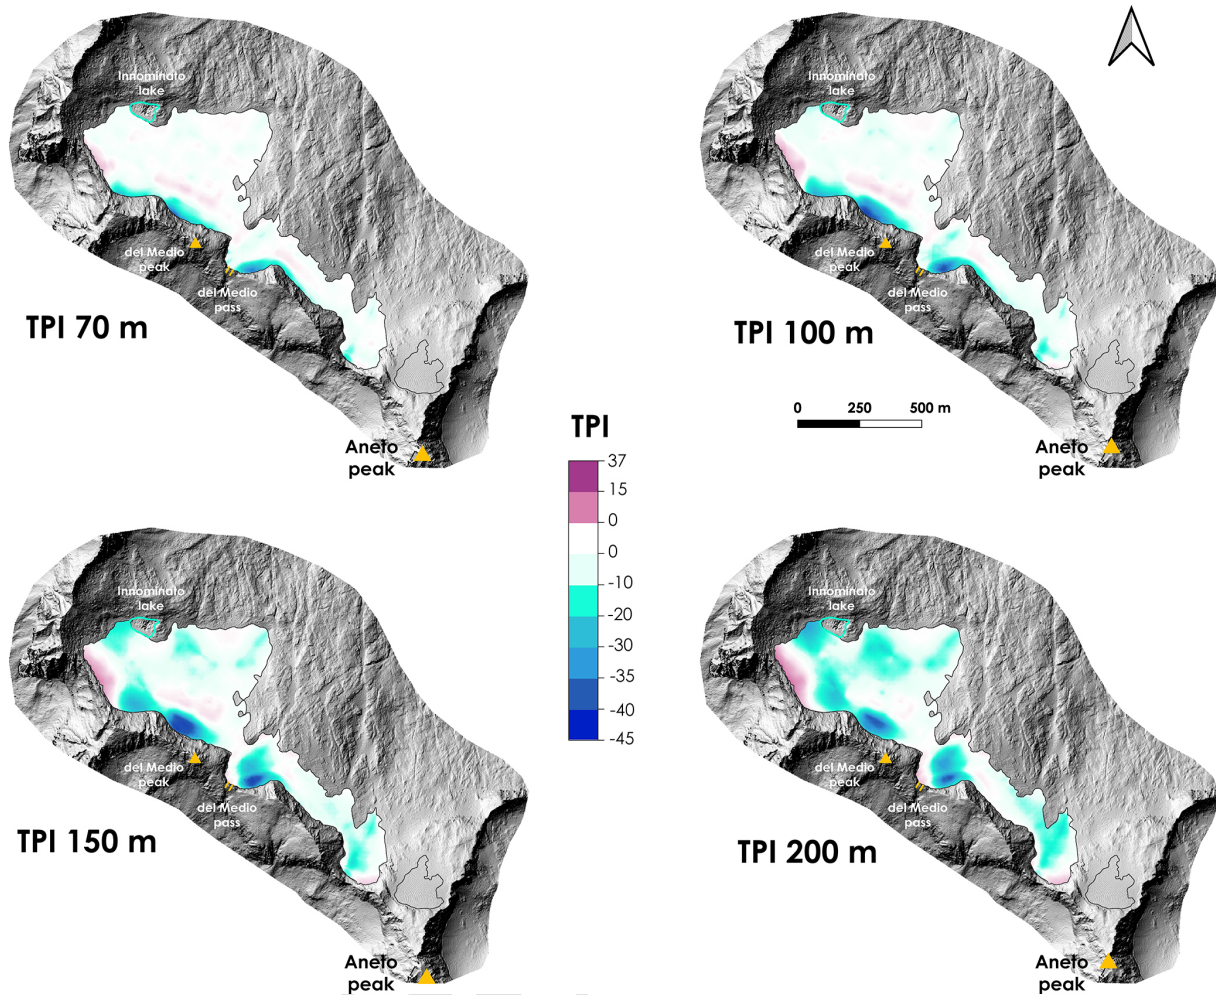 Innominato
lake
del Medio
peak
del Medio
pass
TPI 70 m
Aneto
peak
Innominato
lake
del Medio
peak
del Medio
pass
TPI 100 m
0 250 500 m
Aneto
peak
TPI
37
15
0
0
-10
-20
-30
-35
-40
-45
Innominato
lake
del Medio
peak
del Medio
pass
TPI 150 m
Aneto
peak
Innominato
lake
del Medio
peak
del Medio
pass
TPI 200 m
Aneto
peak